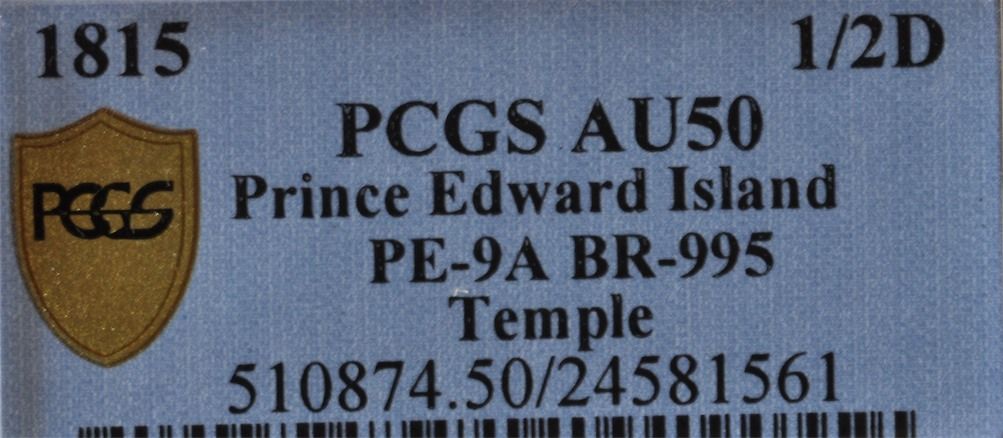 1815 1/2D
PCGS AU50
PCGS Prince Edward Island
PE-9A BR-995
Temple
510874.50/24581561